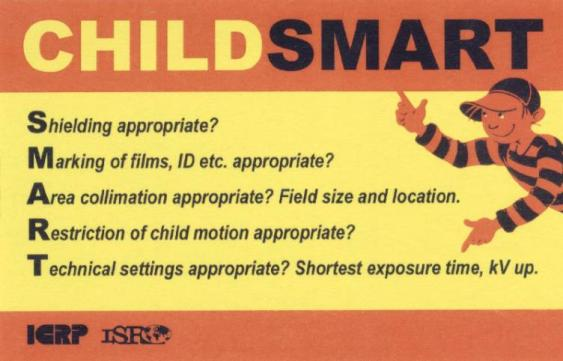 CHILDSMART
Shielding appropriate?
Marking of films, ID etc. appropriate?
Area collimation appropriate? Field size and location.
Restriction of child motion appropriate?
Technical settings appropriate? Shortest exposure time, kV up.
ICRP ISR